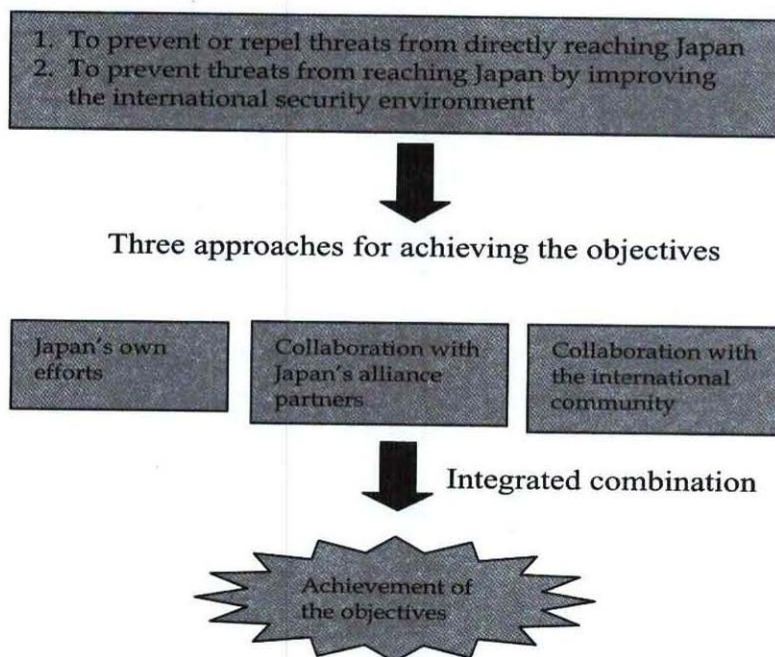 1. To prevent or repel threats from directly reaching Japan
2. To prevent threats from reaching Japan by improving
the international security environment
Three approaches for achieving the objectives
Japan's own
efforts
Collaboration with
Japan's alliance
partners
Collaboration with
the international
community
Integrated combination
Achievement of
the objectives